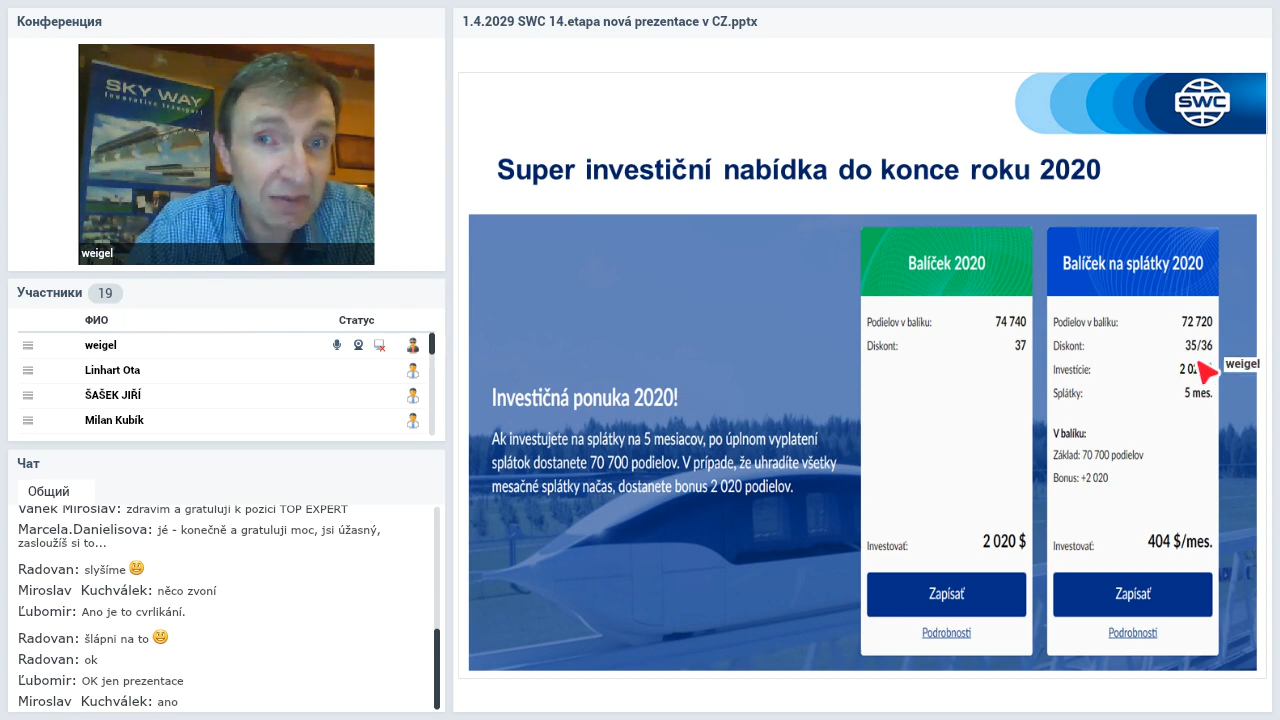 Конференция
SKY WAY
Innovative transport
weigel
Участники 19
ФИО Статус
weigel
Linhart Ota
ŠAŠEK JIŘÍ
Milan Kubík
Чат
Общий
Vaněk Miroslav: zdravím a gratuluji k pozici TOP EXPERT
Marcela.Danielisova: jé - konečně a gratuluji moc, jsi úžasný,
zasloužíš si to...
Radovan: slyšíme
Miroslav Kuchválek: něco zvoní
Ľubomir: Ano je to cvrlikání.
Radovan: šlápni na to
Radovan: ok
Ľubomir: OK jen prezentace
Miroslav Kuchválek: ano
1.4.2029 SWC 14.etapa nová prezentace v CZ.pptx
SWC
Super investiční nabídka do konce roku 2020
Investičná ponuka 2020!
Ak investujete na splátky na 5 mesiacov, po úplnom vyplatení
splátok dostanete 70 700 podielov. V prípade, že uhradíte všetky
mesačné splátky načas, dostanete bonus 2 020 podielov.
Balíček 2020
Podielov v balíku: 74 740
Diskont: 37
Investovať: 2 020 $
Zapísať
Podrobnosti
Balíček na splátky 2020
Podielov v balíku: 72 720
Diskont: 35/36
Investície:
weigel
Splátky: 5 mes.
V balíku:
Základ: 70 700 podielov
Bonus: +2 020
Investovať: 404 $/mes.
Zapísať
Podrobnosti